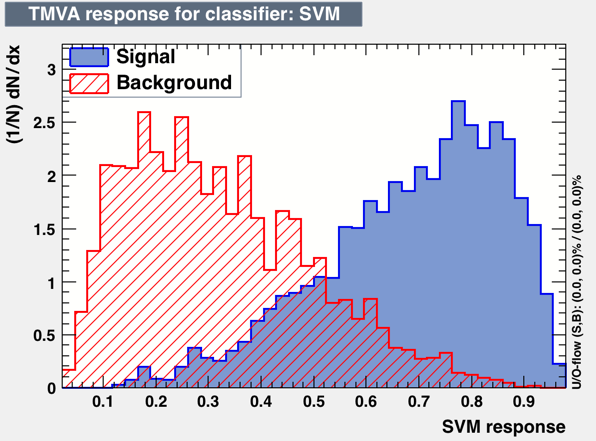 TMVA response for classifier: SVM
Signal
Background
(1/N) dN/dx
3
2.5
2
1.5
1
0.5
0
0.1 0.2 0.3 0.4 0.5 0.6 0.7 0.8 0.9
SVM response
U/O-flow (S,B): (0.0, 0.0)% / (0.0, 0.0)%